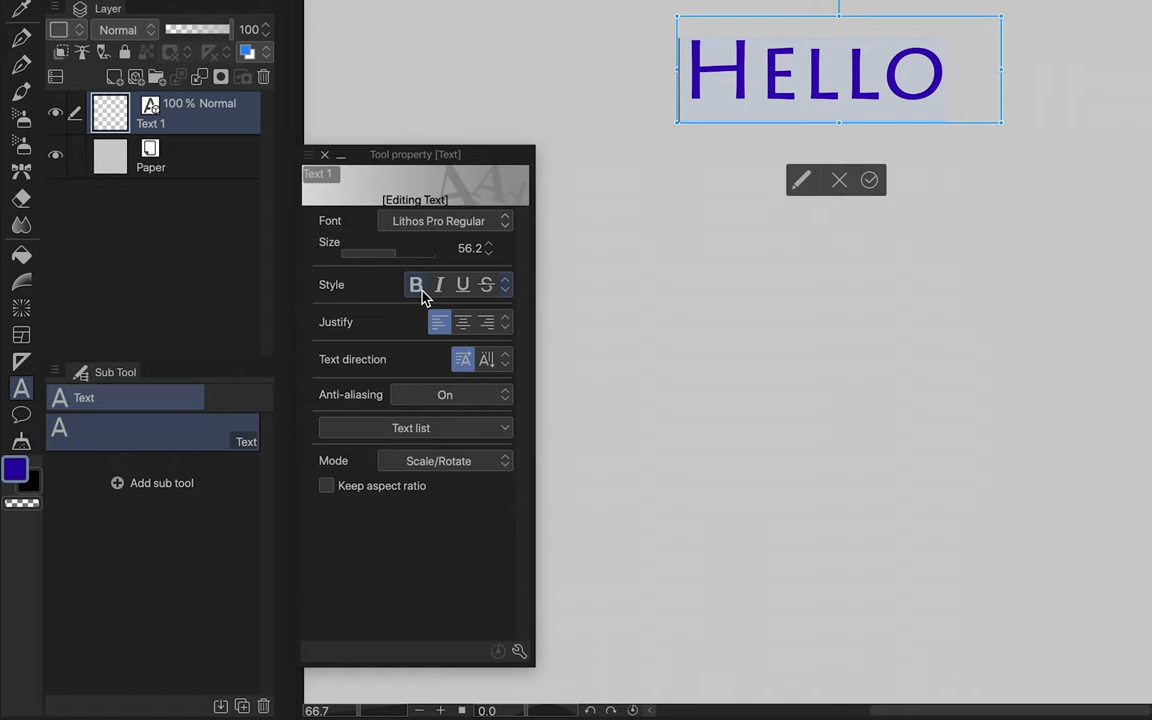 Layer
Normal 100
100 % Normal
Text 1
Paper
Tool property [Text]
Text 1
[Editing Text]
Font Lithos Pro Regular
Size 56.2
Style B I U S
Justify
Text direction
Anti-aliasing On
Text list
Mode Scale/Rotate
Keep aspect ratio
Sub Tool
Text
Text
Add sub tool
HELLO
66.7 0.0